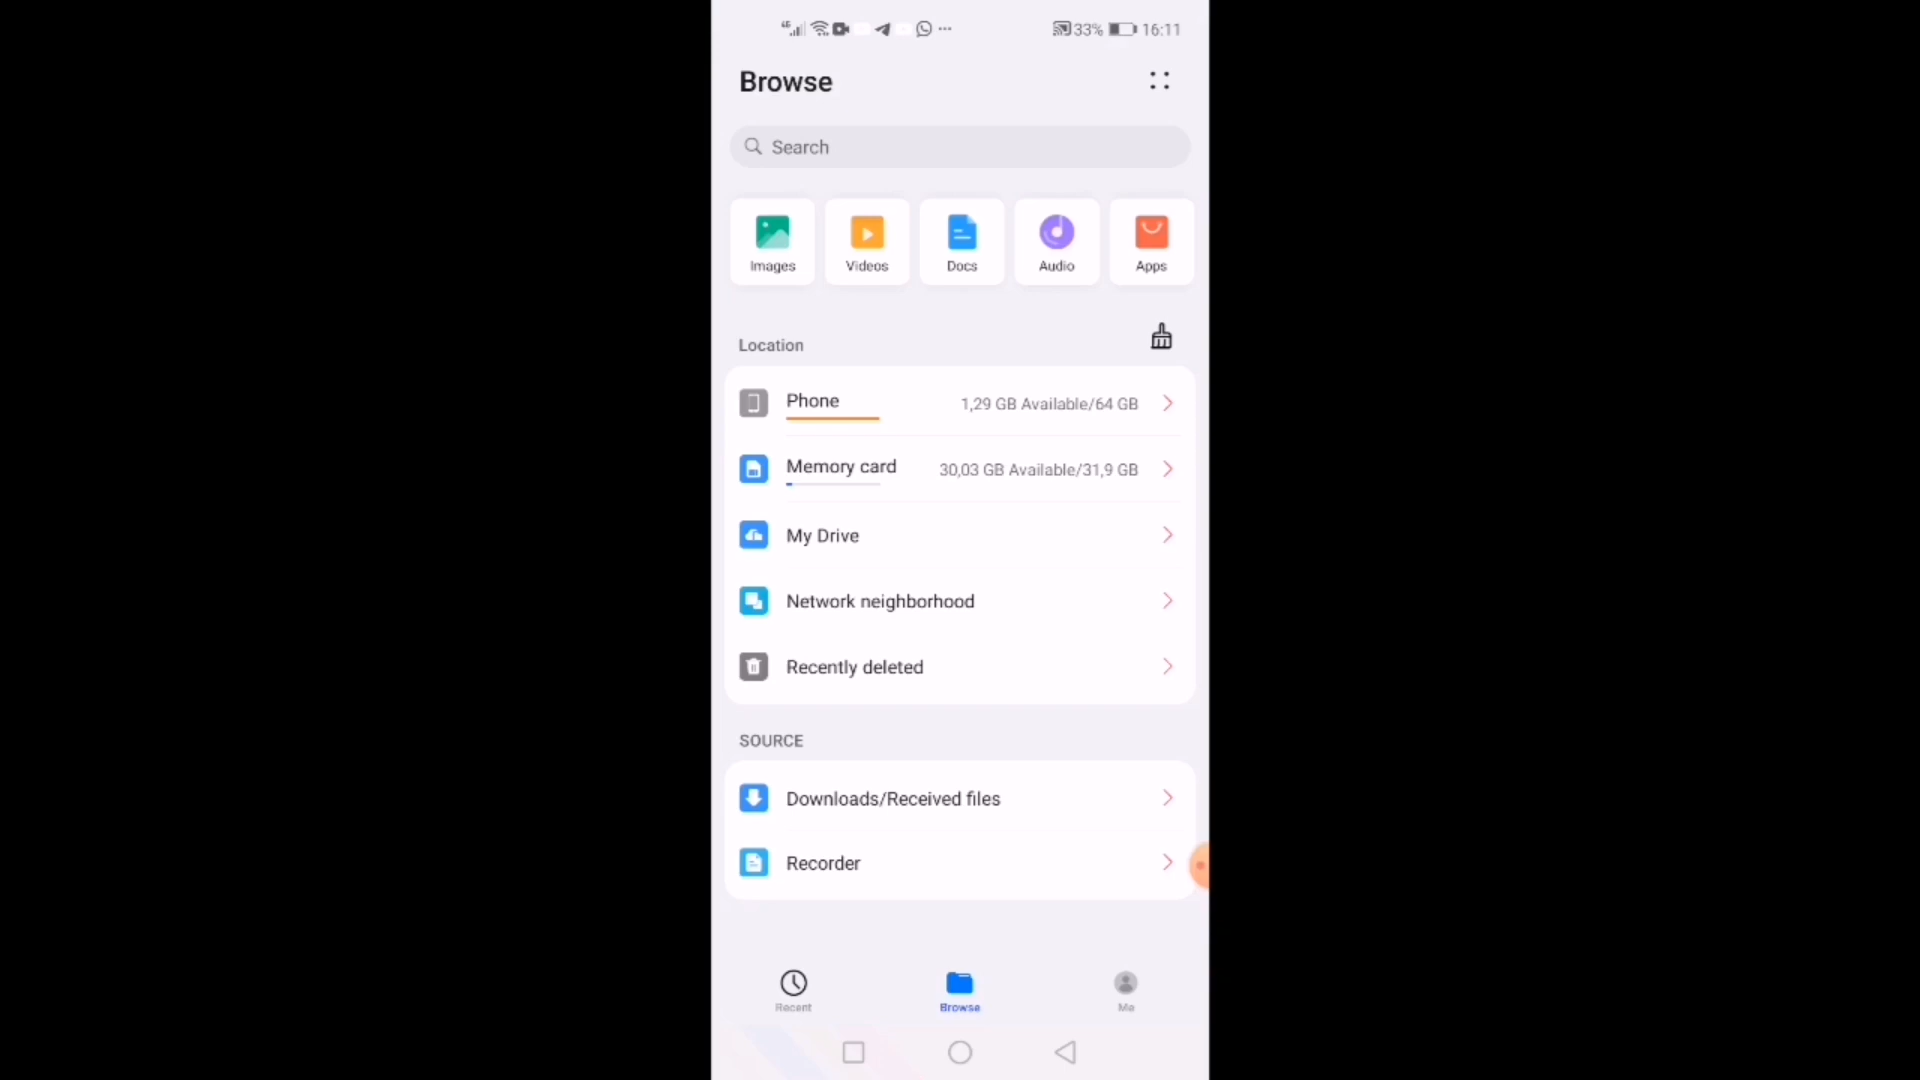 33% 16:11
Browse
Search
Images Videos Docs Audio Apps
Location
Phone 1,29 GB Available/64 GB
Memory card 30,03 GB Available/31,9 GB
My Drive
Network neighborhood
Recently deleted
SOURCE
Downloads/Received files
Recorder
Recent Browse Me